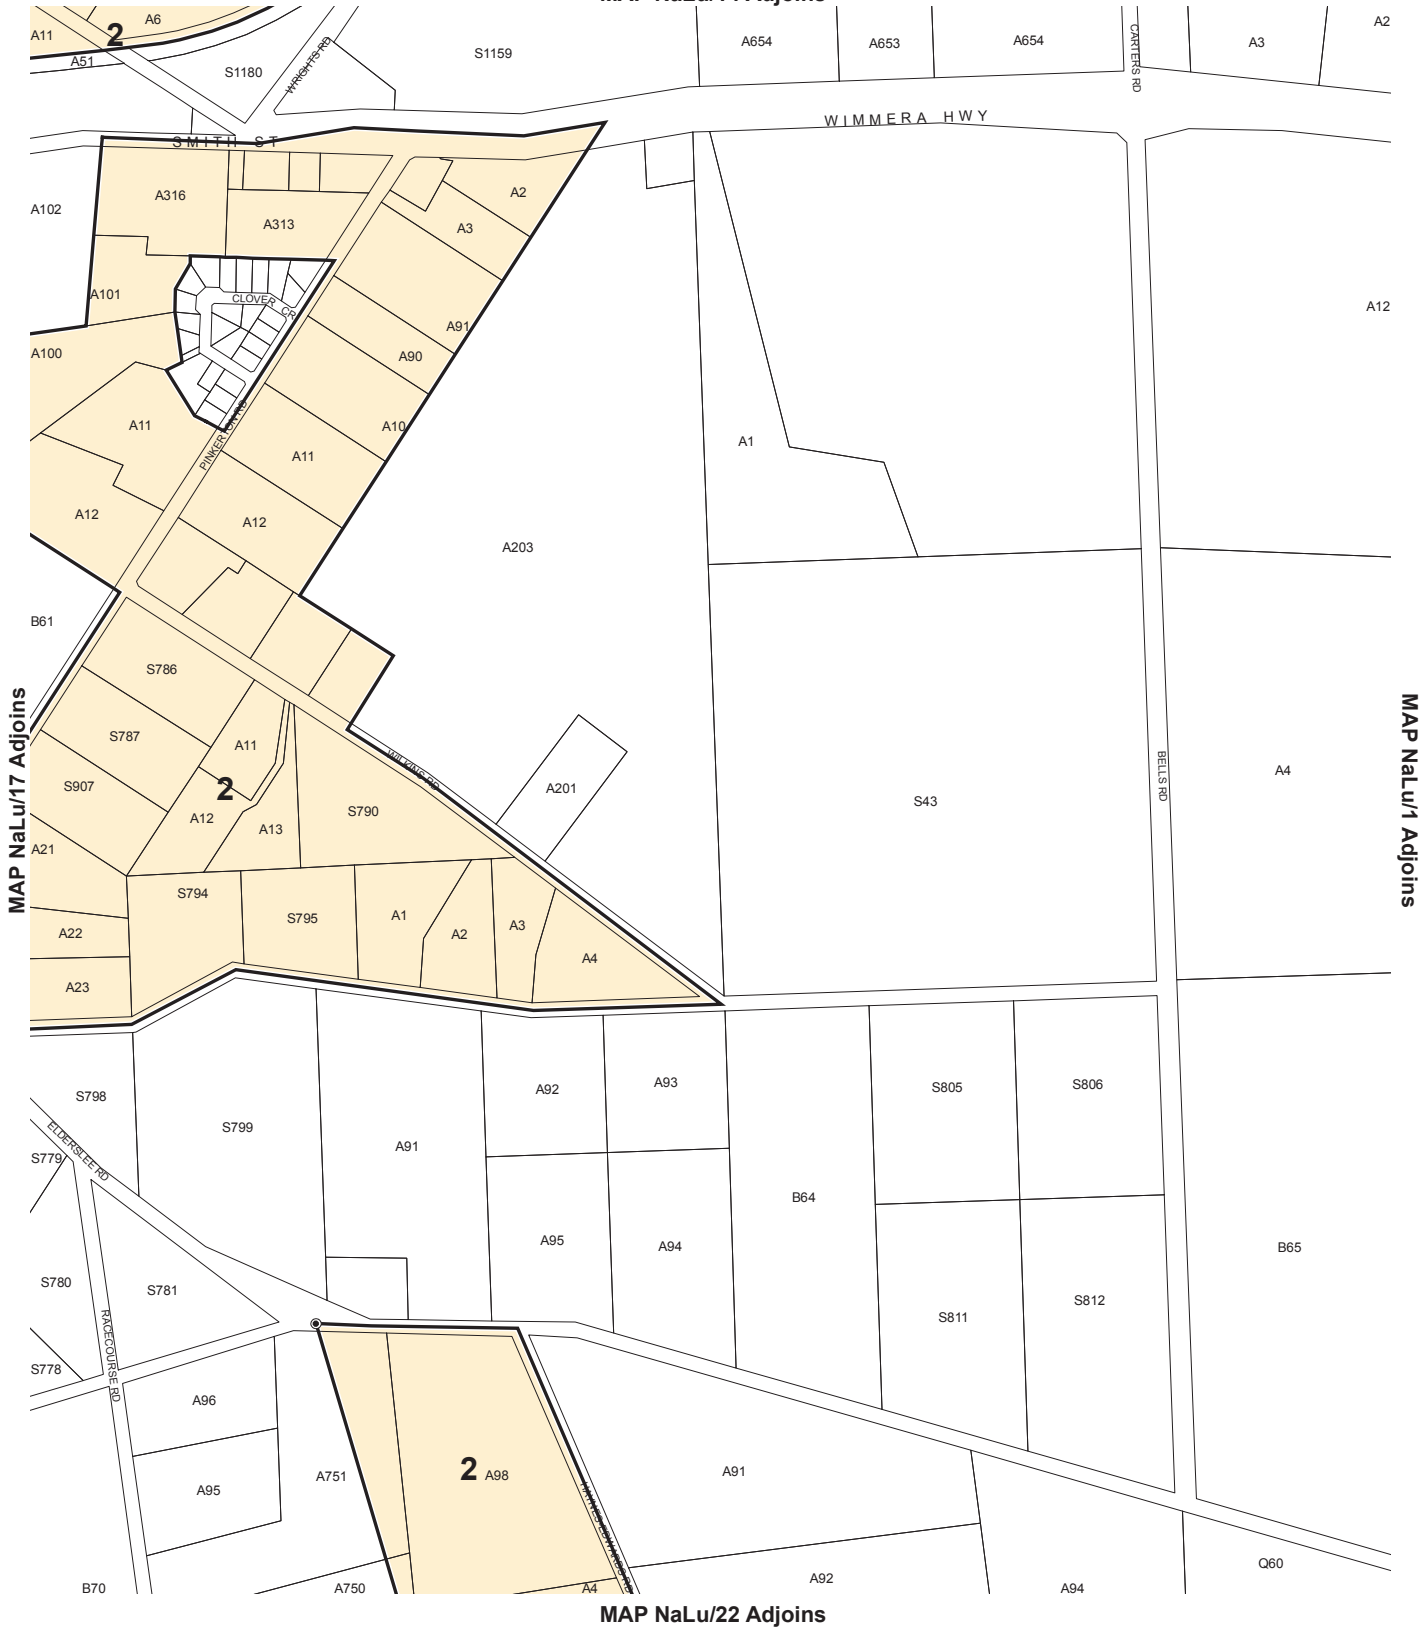 A6
A11
2
A51
S1180
WRIGHTS RD
S1159
A654
A653
A654
CARTERS RD
A3
A2
WIMMERA HWY
SMITH ST
A102
A316
A313
A2
A3
A101
CLOVER CR
A12
A100
A91
A90
A11
PINKERTON RD
A10
A11
A1
A12
A12
A203
B61
S786
MAP NaLu/17 Adjoins
MAP NaLu/1 Adjoins
S787
A11
WILKINS RD
BELLS RD
A4
S907
2
A201
S43
A12
A13
S790
A21
S794
S795
A1
A2
A3
A22
A4
A23
S798
S799
A91
A92
A93
S805
S806
ELDERSLEE RD
S779
B64
A95
A94
B65
S780
S781
S811
S812
RACECOURSE RD
S778
A96
A95
A751
2
A98
HAYNES-EDWARDS RD
A91
B70
A750
A4
A92
A94
Q60
MAP NaLu/22 Adjoins